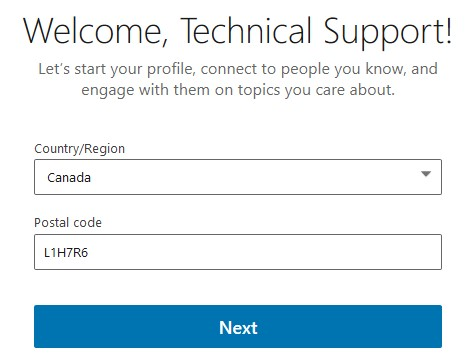 Welcome, Technical Support!
Let's start your profile, connect to people you know, and
engage with them on topics you care about.
Country/Region
Canada
Postal code
L1H7R6
Next